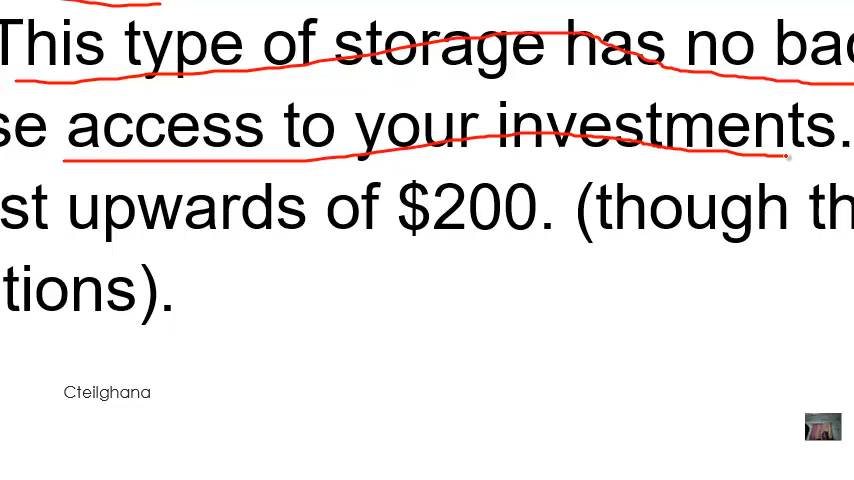 This type of storage has no bac
se access to your investments.
st upwards of $200. (though th
tions).
Cteilghana